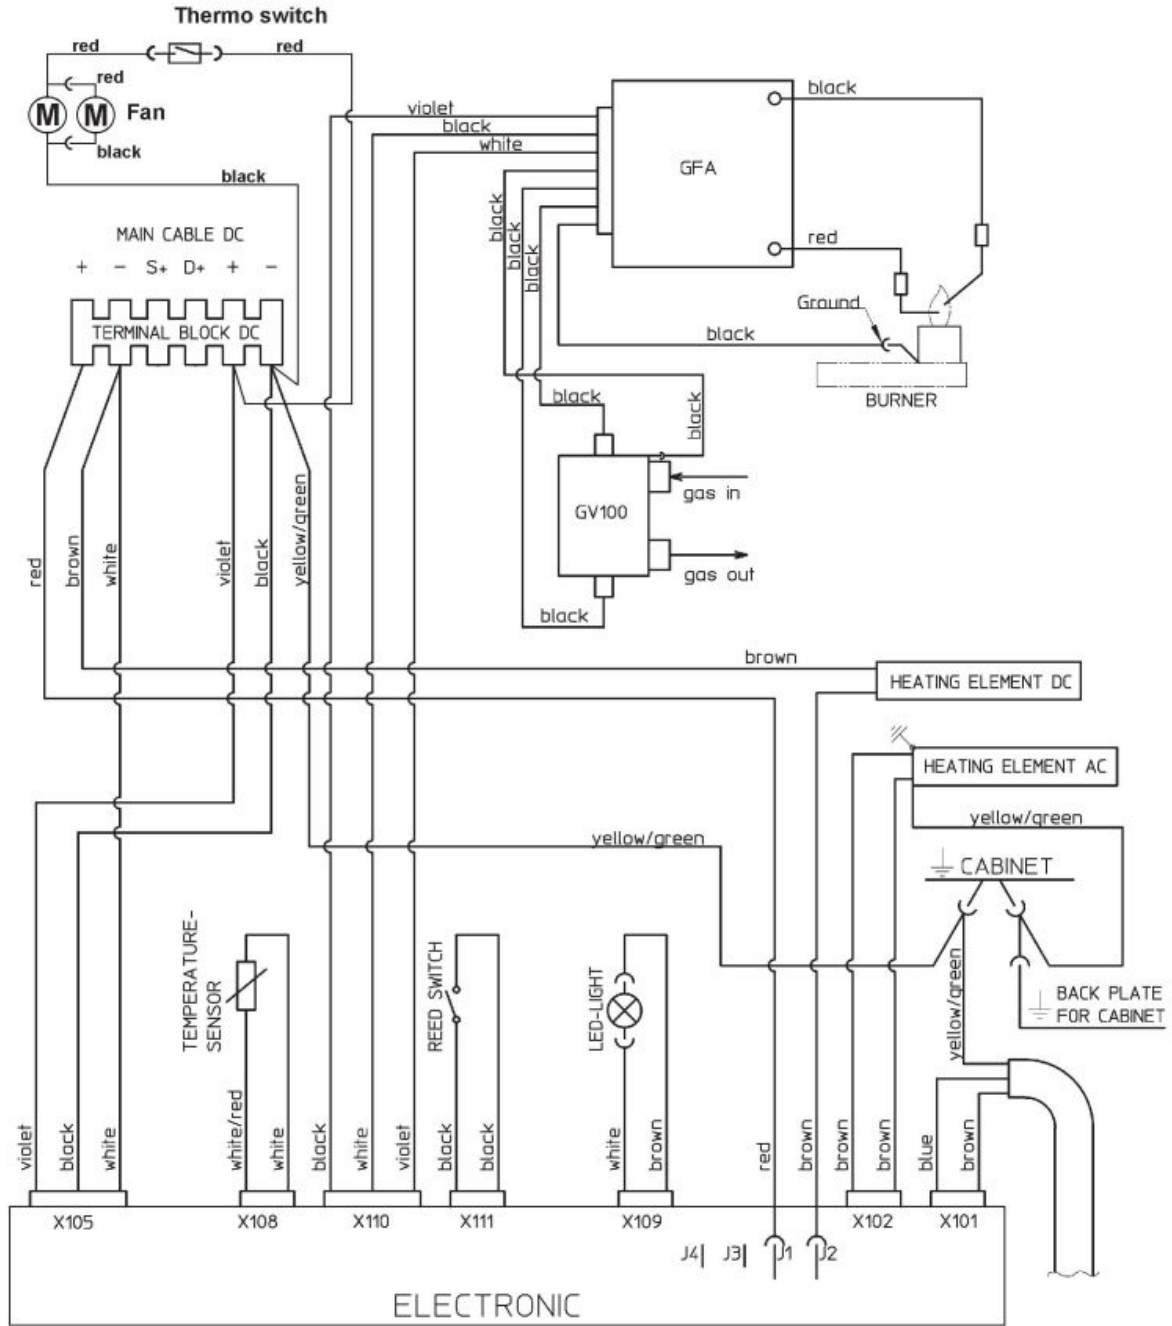 Thermo switch
red
red
red
M
M
Fan
black
black
violet
black
white
black
GFA
red
black
black
black
MAIN CABLE DC
+ − S+ D+ + −
TERMINAL BLOCK DC
Ground
black
BURNER
black
black
gas in
GV100
gas out
black
red
brown
white
violet
black
yellow/green
brown
HEATING ELEMENT DC
HEATING ELEMENT AC
yellow/green
yellow/green
CABINET
TEMPERATURE-
SENSOR
REED SWITCH
LED-LIGHT
yellow/green
BACK PLATE
FOR CABINET
violet
black
white
white/red
white
black
white
violet
black
black
white
brown
red
brown
brown
brown
blue
brown
X105
X108
X110
X111
X109
X102
X101
J4
J3
J1
J2
ELECTRONIC